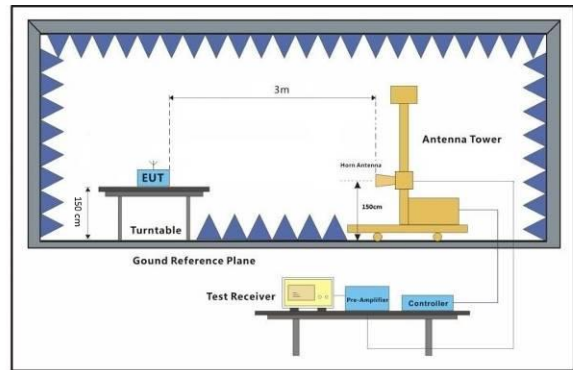 3m
Antenna Tower
Horn Antenna
EUT
150 cm
150cm
Turntable
Gound Reference Plane
Test Receiver
Pre-Amplifier
Controller